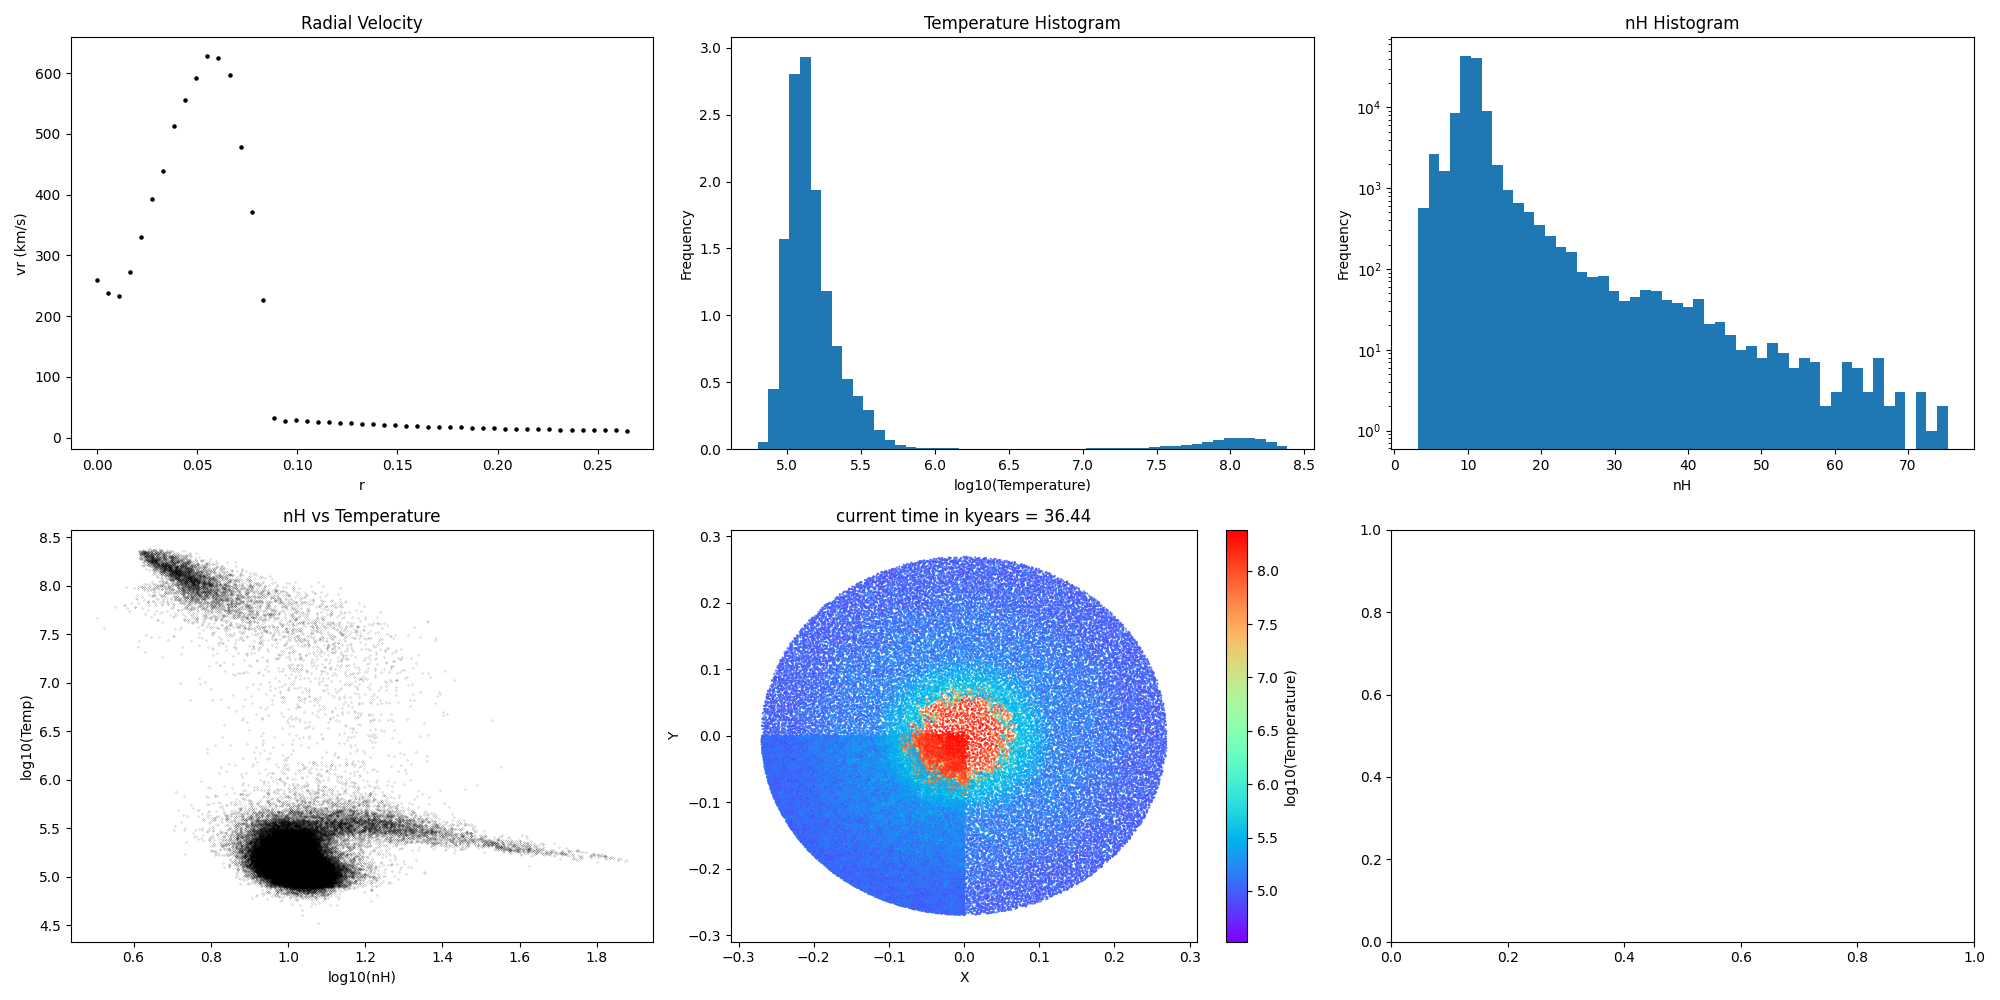 Radial Velocity
vr (km/s)
600
500
400
300
200
100
0
0.00 0.05 0.10 0.15 0.20 0.25
r
Temperature Histogram
Frequency
3.0
2.5
2.0
1.5
1.0
0.5
0.0
5.0 5.5 6.0 6.5 7.0 7.5 8.0 8.5
log10(Temperature)
nH Histogram
Frequency
10⁴
10³
10²
10¹
10⁰
0 10 20 30 40 50 60 70
nH
nH vs Temperature
log10(Temp)
8.5
8.0
7.5
7.0
6.5
6.0
5.5
5.0
4.5
0.6 0.8 1.0 1.2 1.4 1.6 1.8
log10(nH)
current time in kyears = 36.44
Y
0.3
0.2
0.1
0.0
−0.1
−0.2
−0.3
−0.3 −0.2 −0.1 0.0 0.1 0.2 0.3
X
8.0
7.5
7.0
6.5
6.0
5.5
5.0
log10(Temperature)
1.0
0.8
0.6
0.4
0.2
0.0
0.0 0.2 0.4 0.6 0.8 1.0